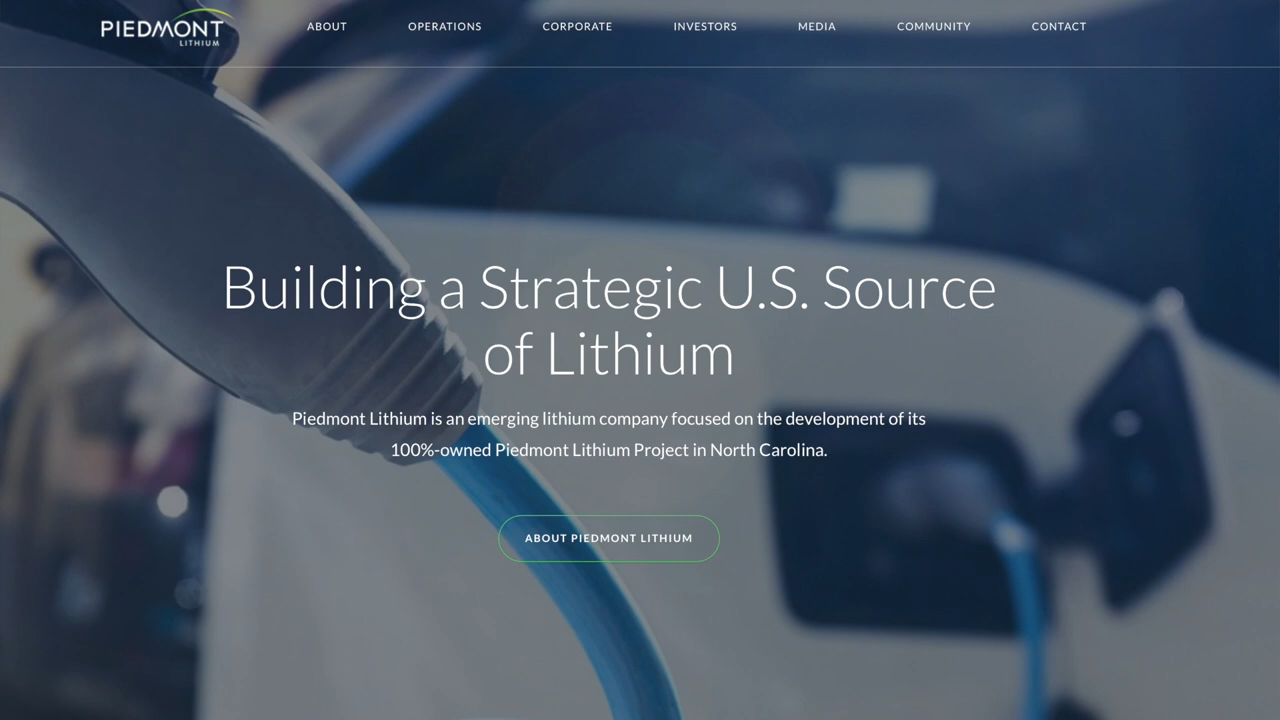 PIEDMONT
LITHIUM
ABOUT OPERATIONS CORPORATE INVESTORS MEDIA COMMUNITY CONTACT
Building a Strategic U.S. Source
of Lithium
Piedmont Lithium is an emerging lithium company focused on the development of its
100%-owned Piedmont Lithium Project in North Carolina.
ABOUT PIEDMONT LITHIUM